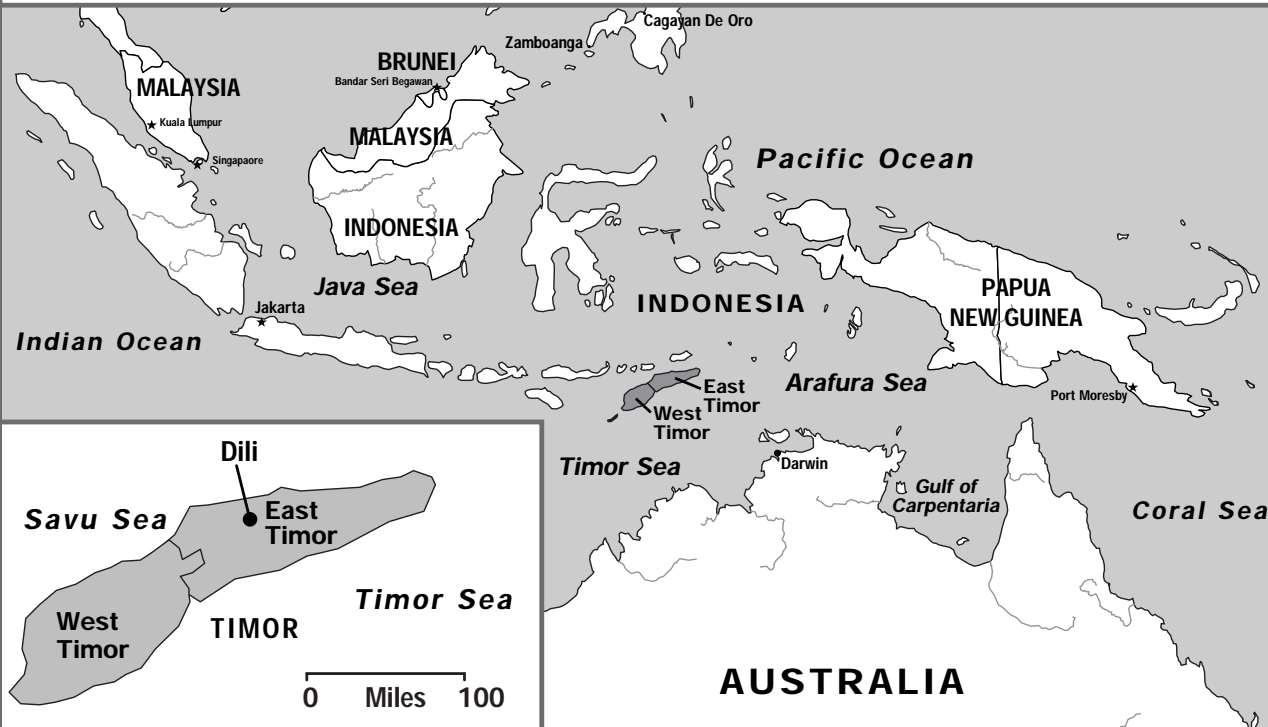 Cagayan De Oro
Zamboanga
BRUNEI
Bandar Seri Begawan
MALAYSIA
Kuala Lumpur
MALAYSIA
Singapaore
Pacific Ocean
INDONESIA
Java Sea
INDONESIA
PAPUA
NEW GUINEA
Jakarta
Indian Ocean
Arafura Sea
East
Timor
West
Timor
Port Moresby
Timor Sea
Darwin
Gulf of
Carpentaria
Coral Sea
AUSTRALIA
Dili
Savu Sea
East
Timor
Timor Sea
West
Timor
TIMOR
0 Miles 100